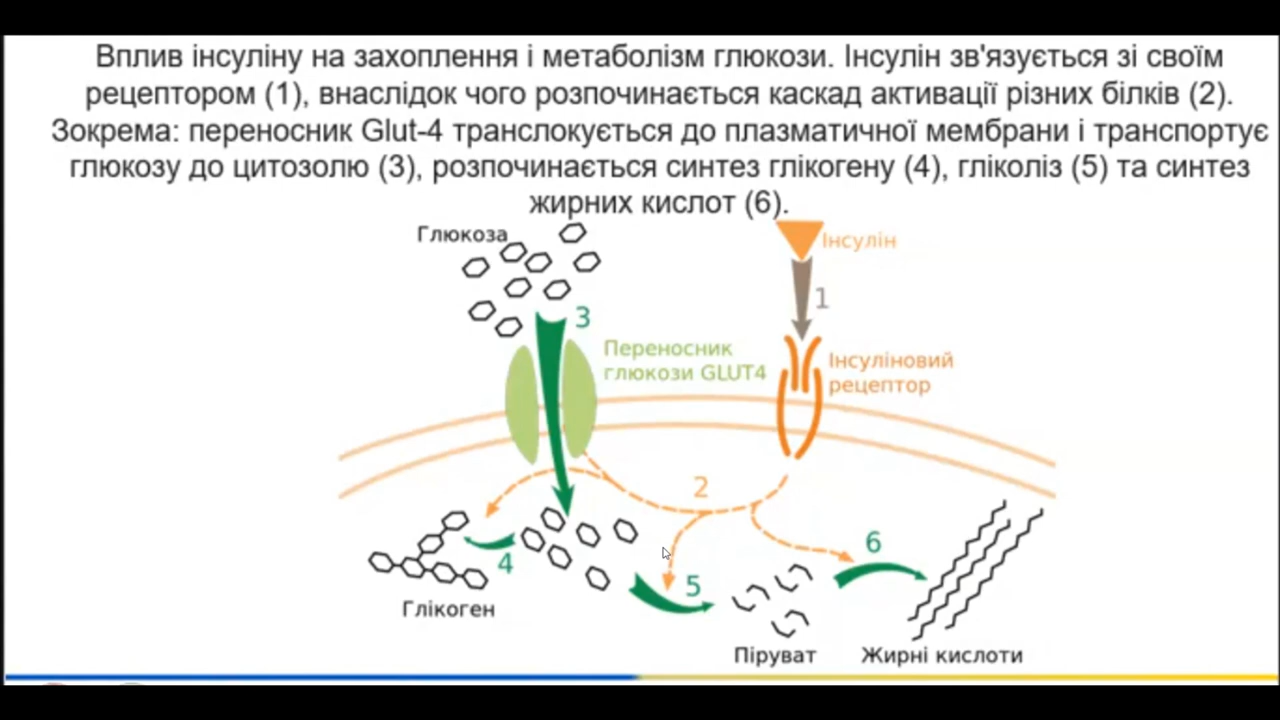 Вплив інсуліну на захоплення і метаболізм глюкози. Інсулін зв'язується зі своїм
рецептором (1), внаслідок чого розпочинається каскад активації різних білків (2).
Зокрема: переносник Glut-4 транслокується до плазматичної мембрани і транспортує
глюкозу до цитозолю (3), розпочинається синтез глікогену (4), гліколіз (5) та синтез
жирних кислот (6).
Глюкоза
Інсулін
1
3
Переносник
глюкози GLUT4
Інсуліновий
рецептор
2
4
5
6
Глікоген
Піруват
Жирні кислоти